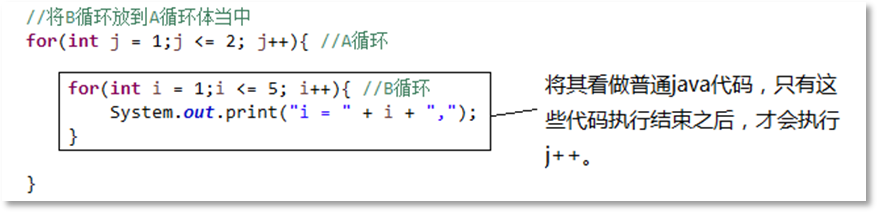 //将B循环放到A循环体当中
for(int j = 1;j <= 2; j++){ //A循环
for(int i = 1;i <= 5; i++){ //B循环
System.out.print("i = " + i + ",");
}
}
将其看做普通java代码，只有这
些代码执行结束之后，才会执行
j++。